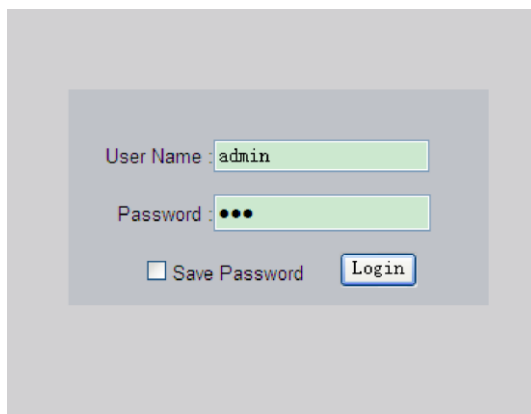 User Name : admin
Password : ●●●
Save Password Login